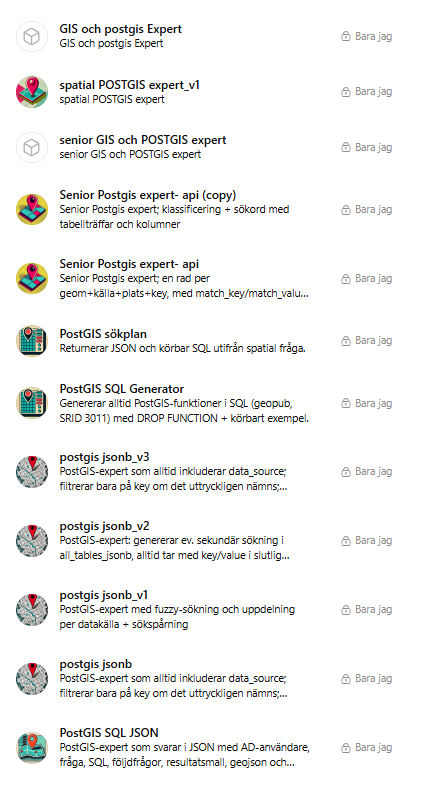 GIS och postgis Expert
GIS och postgis Expert
Bara jag
spatial POSTGIS expert_v1
spatial POSTGIS expert
Bara jag
senior GIS och POSTGIS expert
senior GIS och POSTGIS expert
Bara jag
Senior Postgis expert- api (copy)
Senior Postgis expert; klassificering + sökord med
tabellträffar och kolumner
Bara jag
Senior Postgis expert- api
Senior Postgis expert; en rad per
geom+källa+plats+key, med match_key/match_valu...
Bara jag
PostGIS sökplan
Returnerar JSON och körbar SQL utifrån spatial fråga.
Bara jag
PostGIS SQL Generator
Genererar alltid PostGIS-funktioner i SQL (geopub,
SRID 3011) med DROP FUNCTION + körbart exempel.
Bara jag
postgis jsonb_v3
PostGIS-expert som alltid inkluderar data_source;
filtrerar bara på key om det uttryckligen nämns;...
Bara jag
postgis jsonb_v2
PostGIS-expert: genererar ev. sekundär sökning i
all_tables_jsonb, alltid tar med key/value i slutlig...
Bara jag
postgis jsonb_v1
PostGIS-expert med fuzzy-sökning och uppdelning
per datakälla + sökspårning
Bara jag
postgis jsonb
PostGIS-expert som alltid inkluderar data_source;
filtrerar bara på key om det uttryckligen nämns;...
Bara jag
PostGIS SQL JSON
PostGIS-expert som svarar i JSON med AD-användare,
fråga, SQL, följdfrågor, resultatsmall, geojson och...
Bara jag